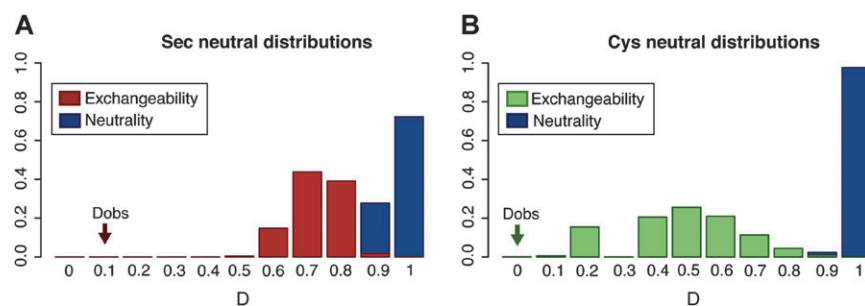 A
Sec neutral distributions
1.0
0.8
0.6
0.4
0.2
0.0
Exchangeability
Neutrality
Dobs
0 0.1 0.2 0.3 0.4 0.5 0.6 0.7 0.8 0.9 1
D
B
Cys neutral distributions
1.0
0.8
0.6
0.4
0.2
0.0
Exchangeability
Neutrality
Dobs
0 0.1 0.2 0.3 0.4 0.5 0.6 0.7 0.8 0.9 1
D